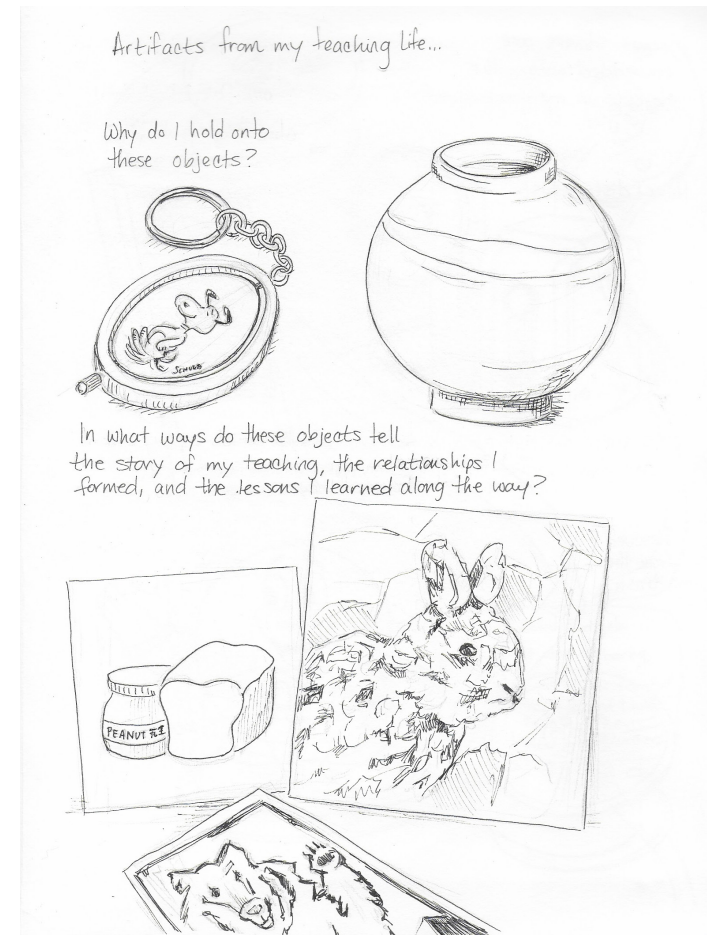 Artifacts from my teaching life...
Why do I hold onto
these objects?
SCHULZ
In what ways do these objects tell
the story of my teaching, the relationships I
formed, and the lessons I learned along the way?
PEANUT